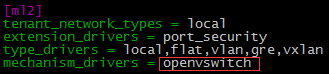 [ml2]
tenant_network_types = local
extension_drivers = port_security
type_drivers = local,flat,vlan,gre,vxlan
mechanism_drivers = openvswitch